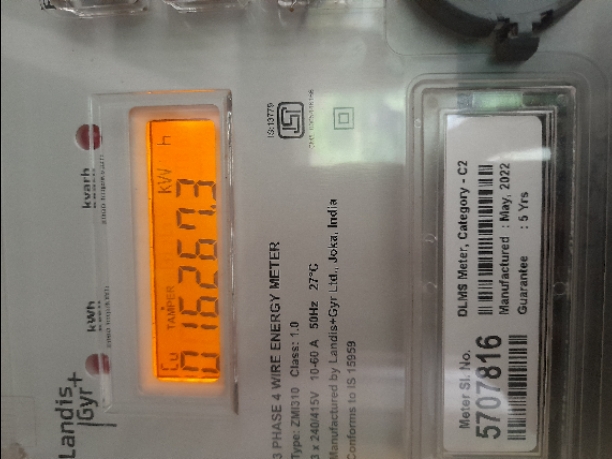 Landis
|Gyr+
kWh
kvarh
Cu TAMPER KW h
016267.3
IS:13779
3 PHASE 4 WIRE ENERGY METER
Type: ZMI310 Class: 1.0
3 x 240/415V 10-60 A 50Hz 27°C
Manufactured by Landis+Gyr Ltd., Joka, India
Conforms to IS 15959
Meter Sl. No.
5707816
DLMS Meter, Category - C2
Manufactured : May, 2022
Guarantee : 5 Yrs